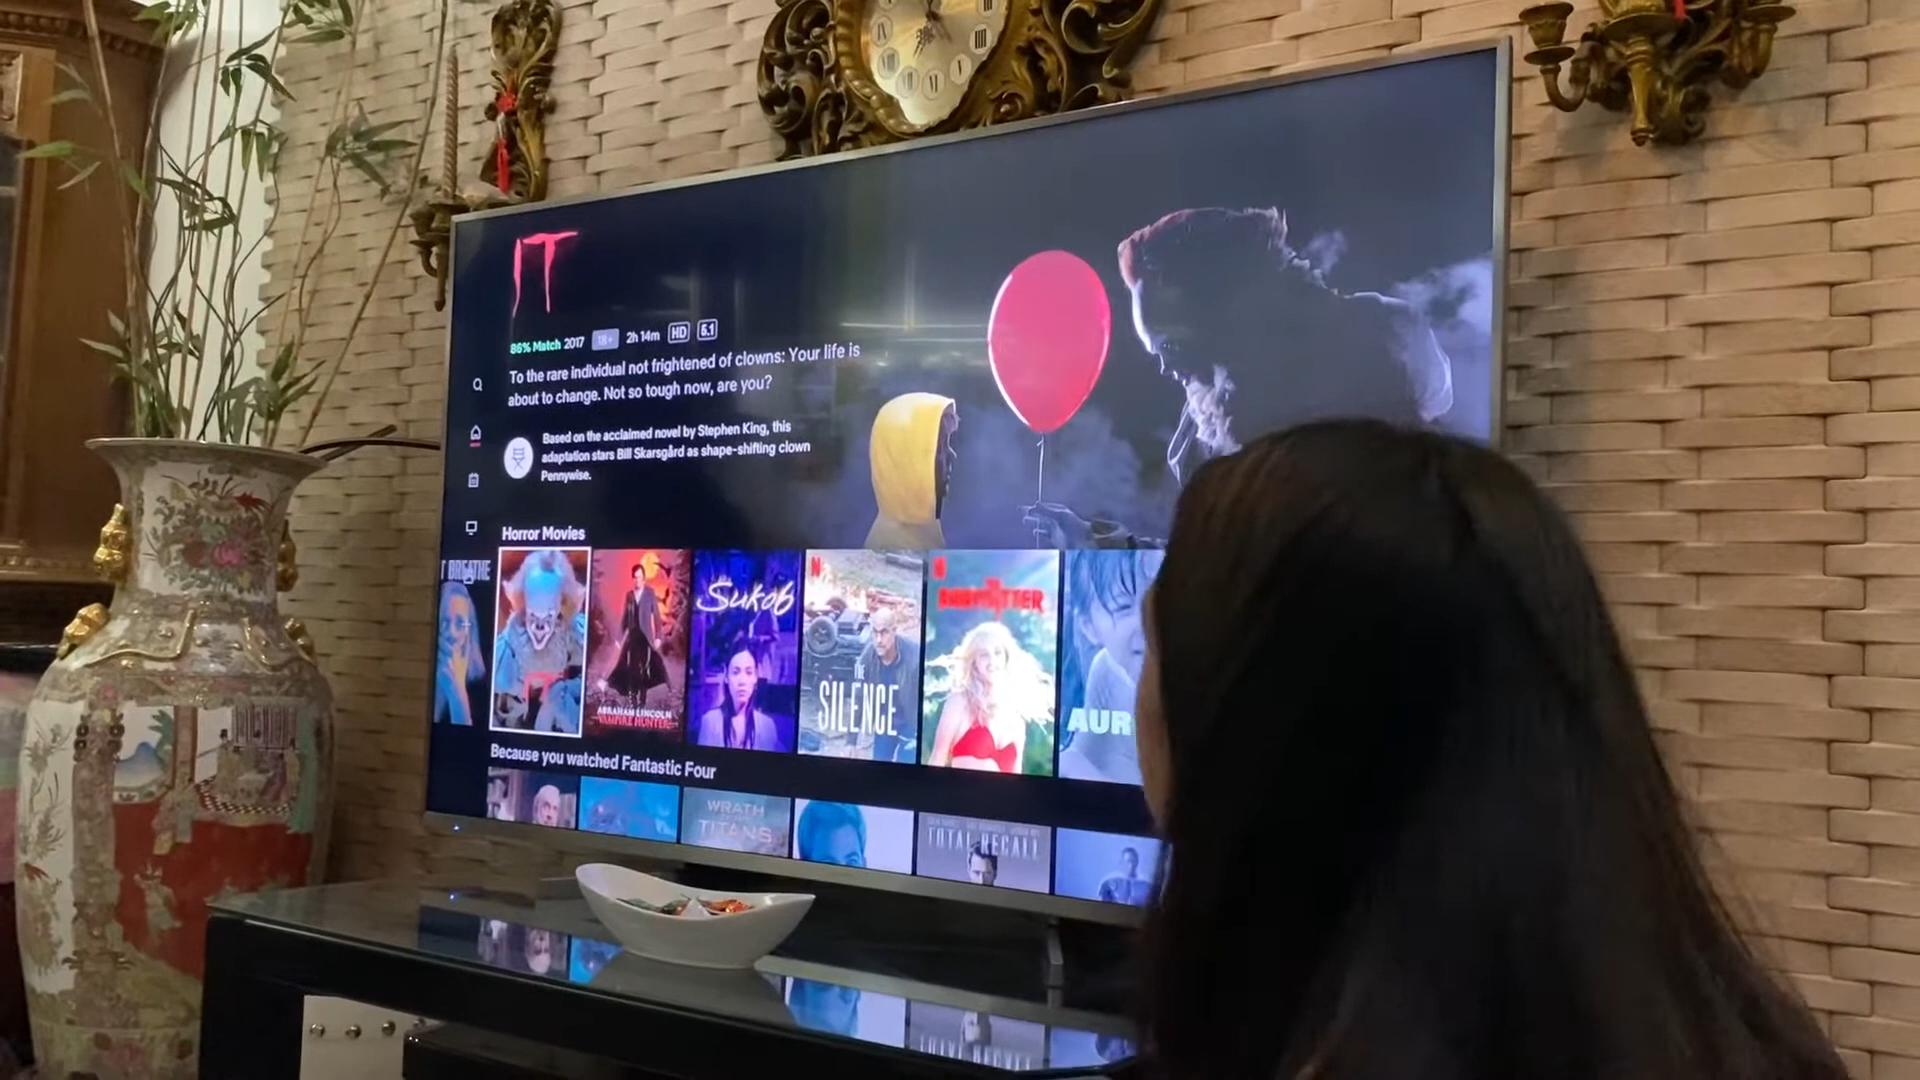 IT
86% Match 2017 18+ 2h 14m HD 5.1
To the rare individual not frightened of clowns: Your life is
about to change. Not so tough now, are you?
Based on the acclaimed novel by Stephen King, this
adaptation stars Bill Skarsgård as shape-shifting clown
Pennywise.
Horror Movies
T BREATHE
ABRAHAM LINCOLN
VAMPIRE HUNTER
Sukob
N
THE
SILENCE
N
BABYSITTER
AUR
Because you watched Fantastic Four
WRATH
TITANS
TOTAL RECALL